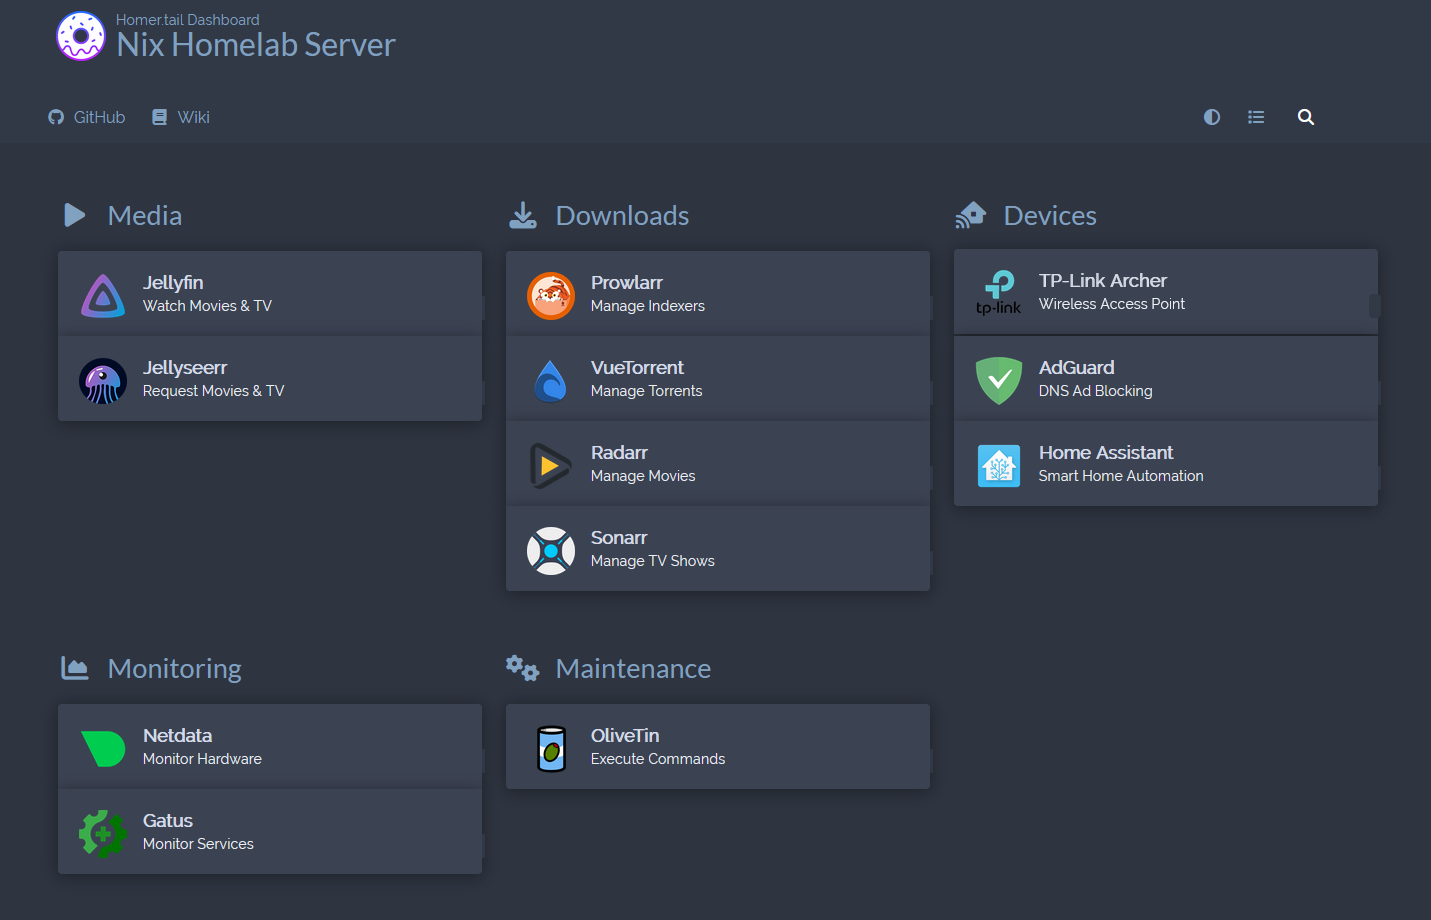 Homer.tail Dashboard
Nix Homelab Server
GitHub
Wiki
Media
Jellyfin
Watch Movies & TV
Jellyseerr
Request Movies & TV
Downloads
Prowlarr
Manage Indexers
VueTorrent
Manage Torrents
Radarr
Manage Movies
Sonarr
Manage TV Shows
Devices
tp-link
TP-Link Archer
Wireless Access Point
AdGuard
DNS Ad Blocking
Home Assistant
Smart Home Automation
Monitoring
Netdata
Monitor Hardware
Gatus
Monitor Services
Maintenance
OliveTin
Execute Commands